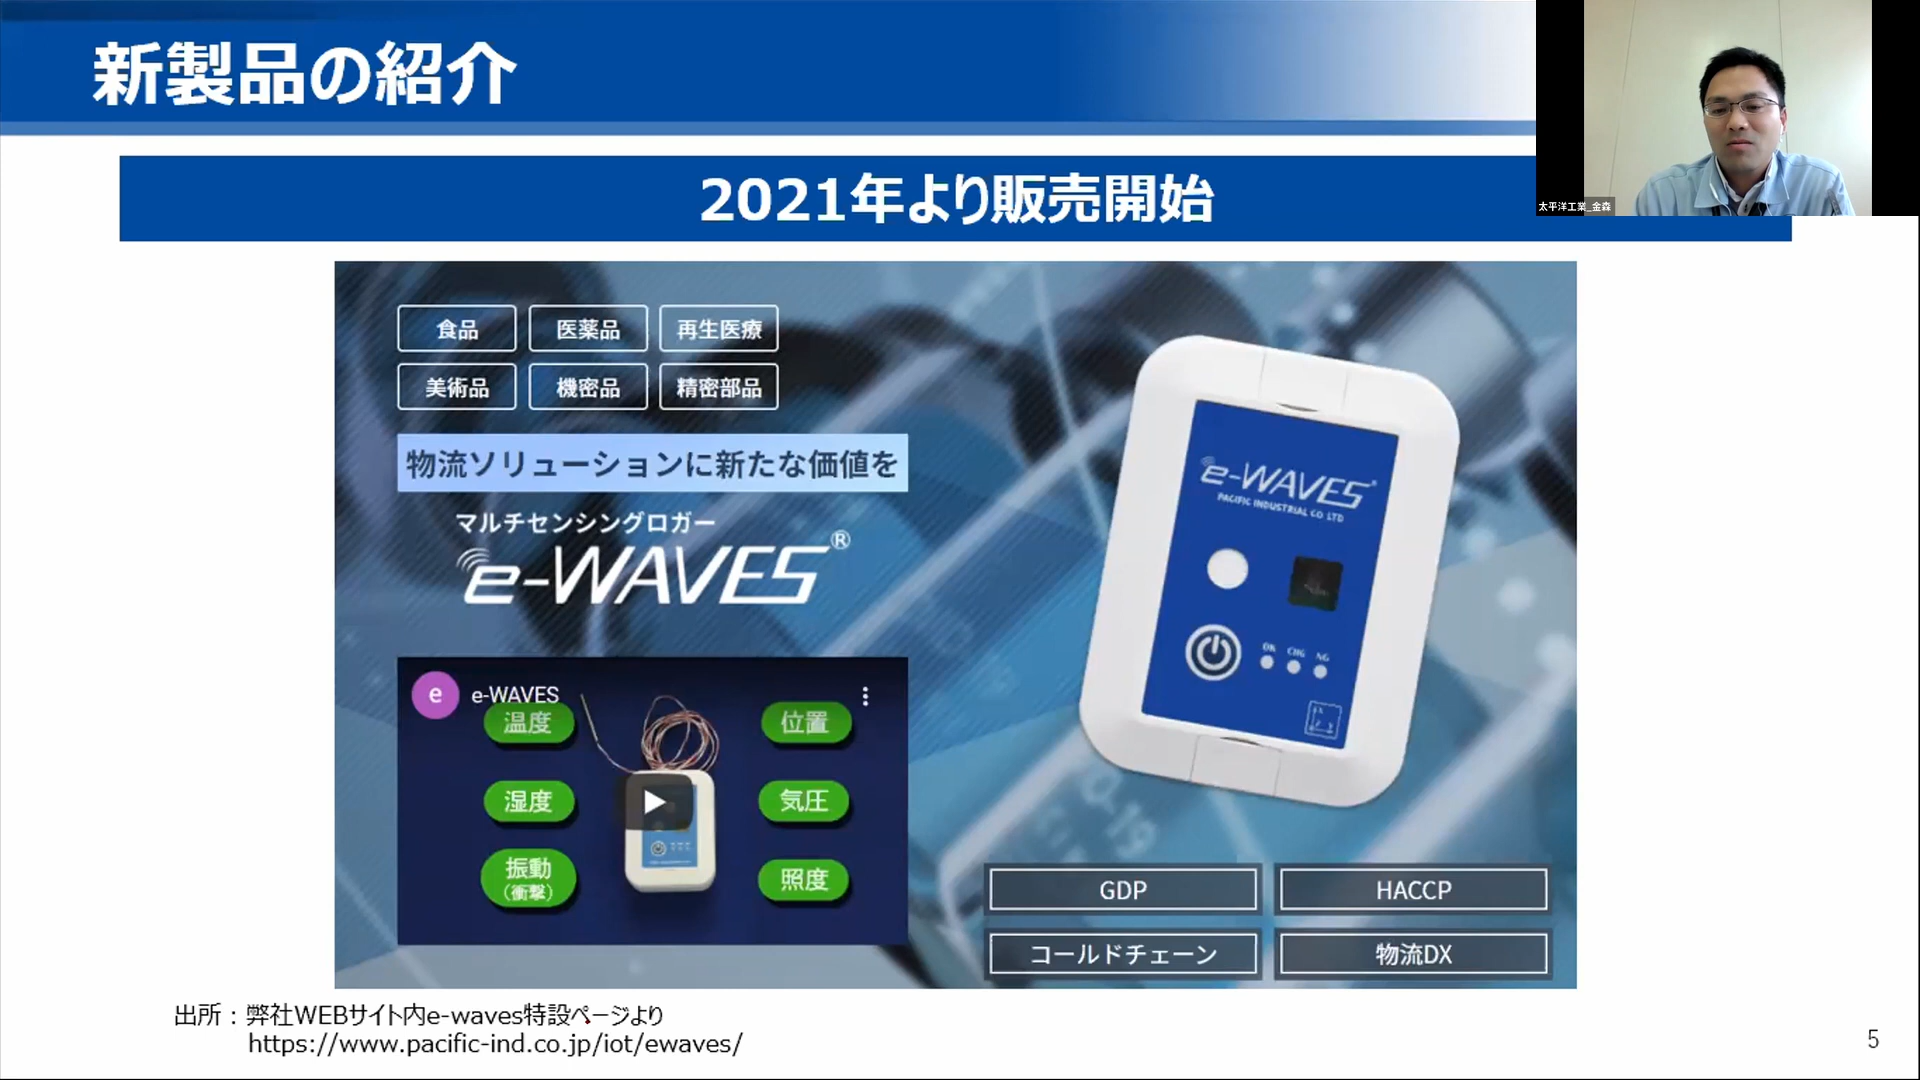 新製品の紹介
太平洋工業_金森
2021年より販売開始
食品
医薬品
再生医療
美術品
機密品
精密部品
物流ソリューションに新たな価値を
マルチセンシングロガー
e-WAVES®
e-WAVES®
PACIFIC INDUSTRIAL CO LTD
OK CHG NG
e
e-WAVES
温度
位置
湿度
気圧
振動
(衝撃)
照度
GDP
HACCP
コールドチェーン
物流DX
出所：弊社WEBサイト内e-waves特設ページより
https://www.pacific-ind.co.jp/iot/ewaves/
5